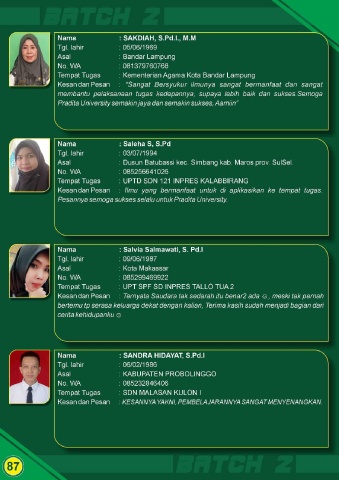 BATCH 2
Nama : SAKDIAH, S.Pd.I., M.M
Tgl. lahir : 05/06/1969
Asal : Bandar Lampung
No. WA : 081379760768
Tempat Tugas : Kementerian Agama Kota Bandar Lampung
Kesan dan Pesan : "Sangat Bersyukur ilmunya sangat bermanfaat dan sangat
membantu pelaksanaan tugas kedepannya, supaya lebih baik dan sukses Semoga
Pradita University semakin jaya dan semakin sukses, Aamiin"
Nama : Saleha S, S.Pd
Tgl. lahir : 03/07/1994
Asal : Dusun Batubassi kec. Simbang kab. Maros prov. SulSel.
No. WA : 085256641026
Tempat Tugas : UPTD SDN 121 INPRES KALABBIRANG
Kesan dan Pesan : Ilmu yang bermanfaat untuk di aplikasikan ke tempat tugas.
Pesannya semoga sukses selalu untuk Pradita University.
Nama : Salvia Salmawati, S. Pd.I
Tgl. lahir : 09/06/1987
Asal : Kota Makassar
No. WA : 085299469922
Tempat Tugas : UPT SPF SD INPRES TALLO TUA 2
Kesan dan Pesan : Ternyata Saudara tak sedarah itu benar2 ada ☺, meski tak pernah
bertemu tp serasa keluarga dekat dengan kalian, Terima kasih sudah menjadi bagian dari
cerita kehidupanku ☺
Nama : SANDRA HIDAYAT, S.Pd.I
Tgl. lahir : 06/02/1986
Asal : KABUPATEN PROBOLINGGO
No. WA : 085232846406
Tempat Tugas : SDN MALASAN KULON I
Kesan dan Pesan : KESANNYA YAKNI, PEMBELAJARANNYA SANGAT MENYENANGKAN
87
BATCH 2